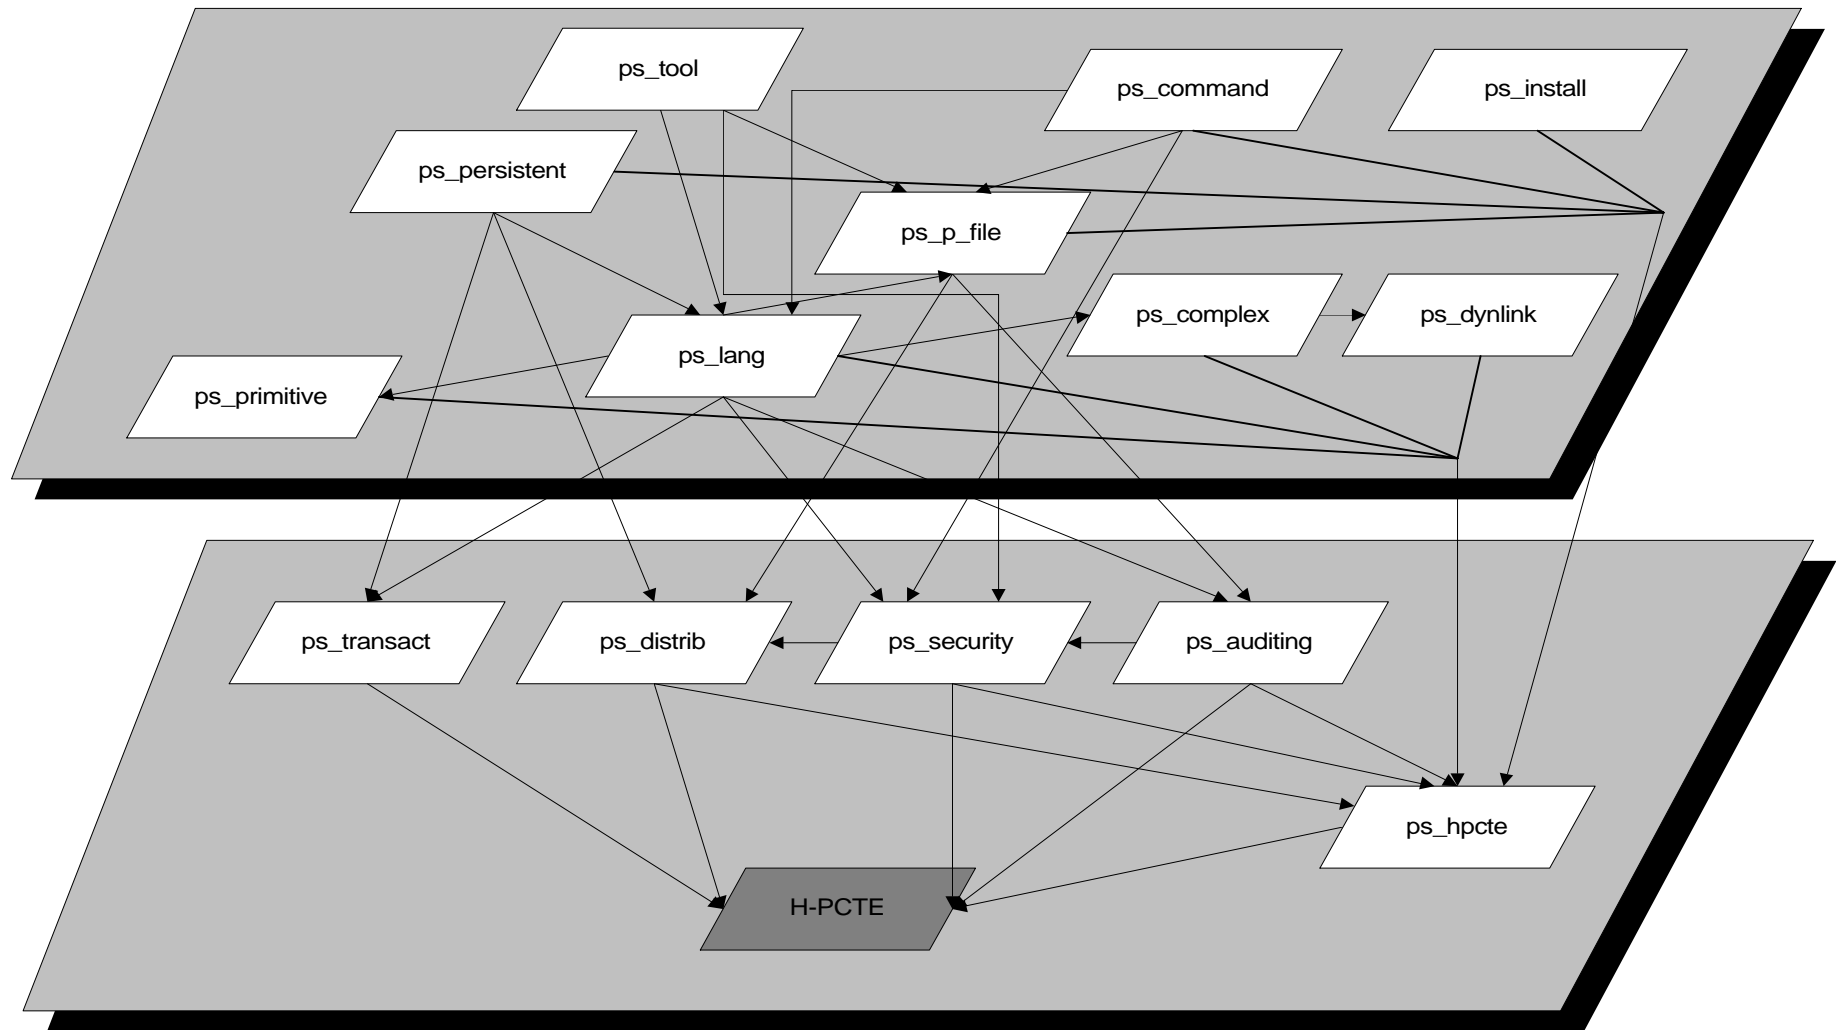 ps_tool
ps_command
ps_install
ps_persistent
ps_p_file
ps_complex
ps_dynlink
ps_lang
ps_primitive
ps_transact
ps_distrib
ps_security
ps_auditing
ps_hpcte
H-PCTE